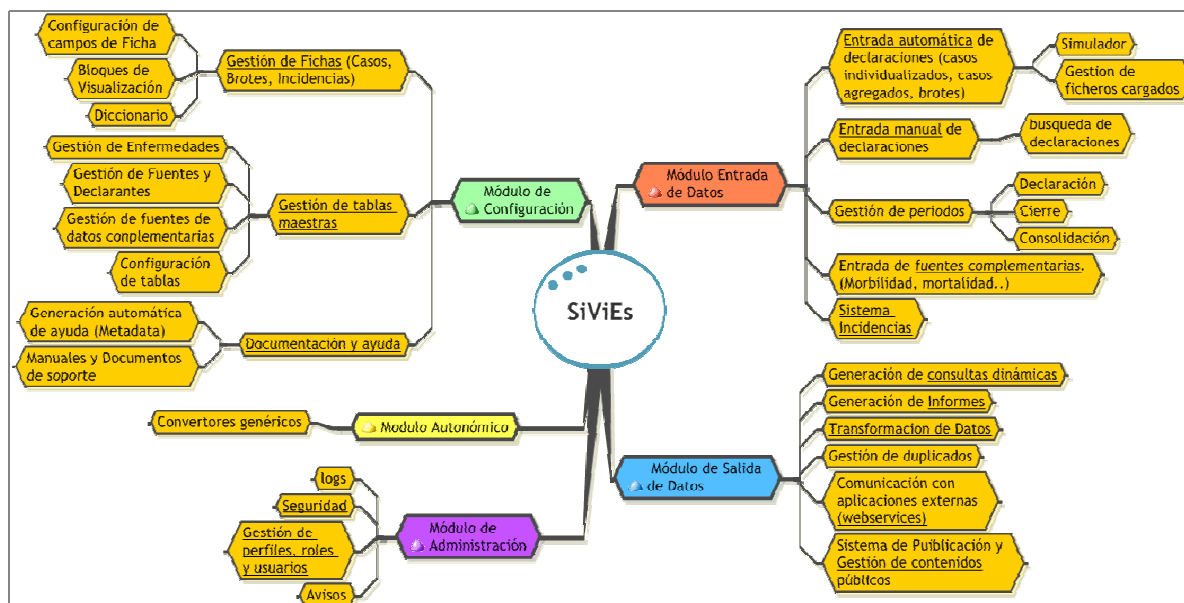 Configuración de
campos de Ficha
Bloques de
Visualización
Diccionario
Gestión de Fichas (Casos,
Brotes, Incidencias)
Gestión de Enfermedades
Gestión de Fuentes y
Declarantes
Gestión de fuentes de
datos conplementarias
Configuración
de tablas
Gestión de tablas
maestras
Generación automática
de ayuda (Metadata)
Manuales y Documentos
de soporte
Documentación y ayuda
Módulo de
Configuración
Convertores genéricos
Modulo Autonómico
logs
Seguridad
Gestión de
perfiles, roles
y usuarios
Avisos
Módulo de
Administración
SiViEs
Módulo Entrada
de Datos
Entrada automática de
declaraciones (casos
individualizados, casos
agregados, brotes)
Simulador
Gestion de
ficheros cargados
Entrada manual de
declaraciones
busqueda de
declaraciones
Gestión de periodos
Declaración
Cierre
Consolidación
Entrada de fuentes complementarias.
(Morbilidad, mortalidad..)
Sistema
Incidencias
Módulo de Salida
de Datos
Generación de consultas dinámicas
Generación de Informes
Transformacion de Datos
Gestión de duplicados
Comunicación con
aplicaciones externas
(webservices)
Sistema de Puiblicación y
Gestión de contenidos
públicos